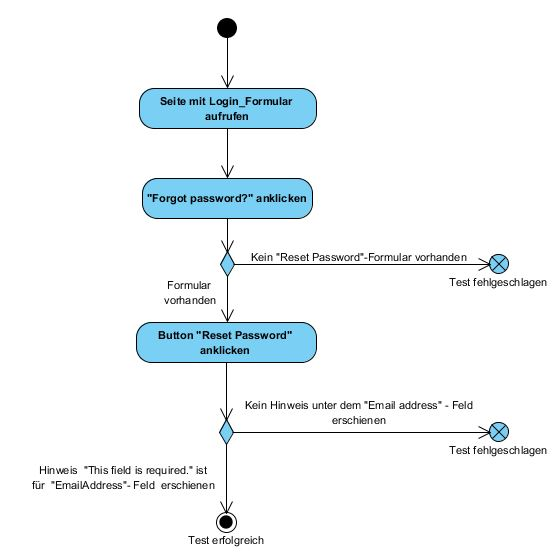 Seite mit Login_Formular
aufrufen
"Forgot password?" anklicken
Kein "Reset Password"-Formular vorhanden
Test fehlgeschlagen
Formular
vorhanden
Button "Reset Password"
anklicken
Kein Hinweis unter dem "Email address" - Feld
erschienen
Test fehlgeschlagen
Hinweis "This field is required." ist
für "EmailAddress"- Feld erschienen
Test erfolgreich